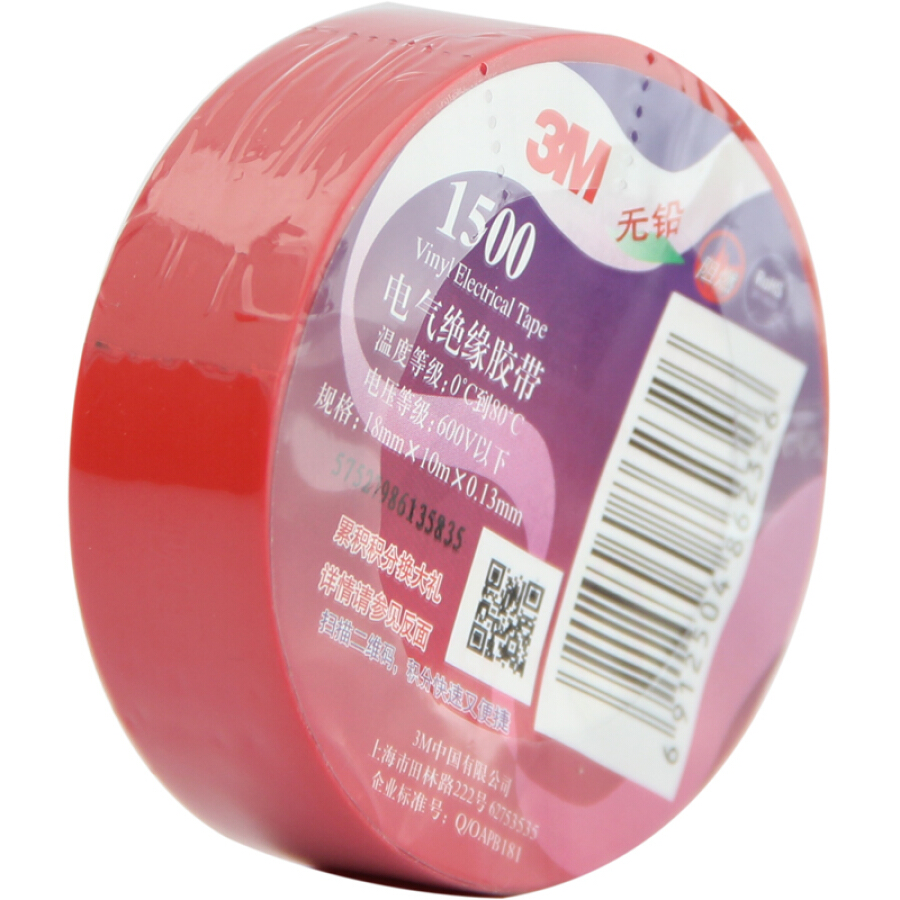 3M
无铅
1500
Vinyl Electrical Tape
RoHS
电气绝缘胶带
温度等级:0℃到80℃
电压等级:600V以下
规格:18mm×10m×0.13mm
57527986135835
累积积分换大礼
详情请参见反面
扫描二维码,积分快速又便捷
3M中国有限公司
上海市田林路222号 62753535
企业标准号:Q/OAPB181
6912504862326